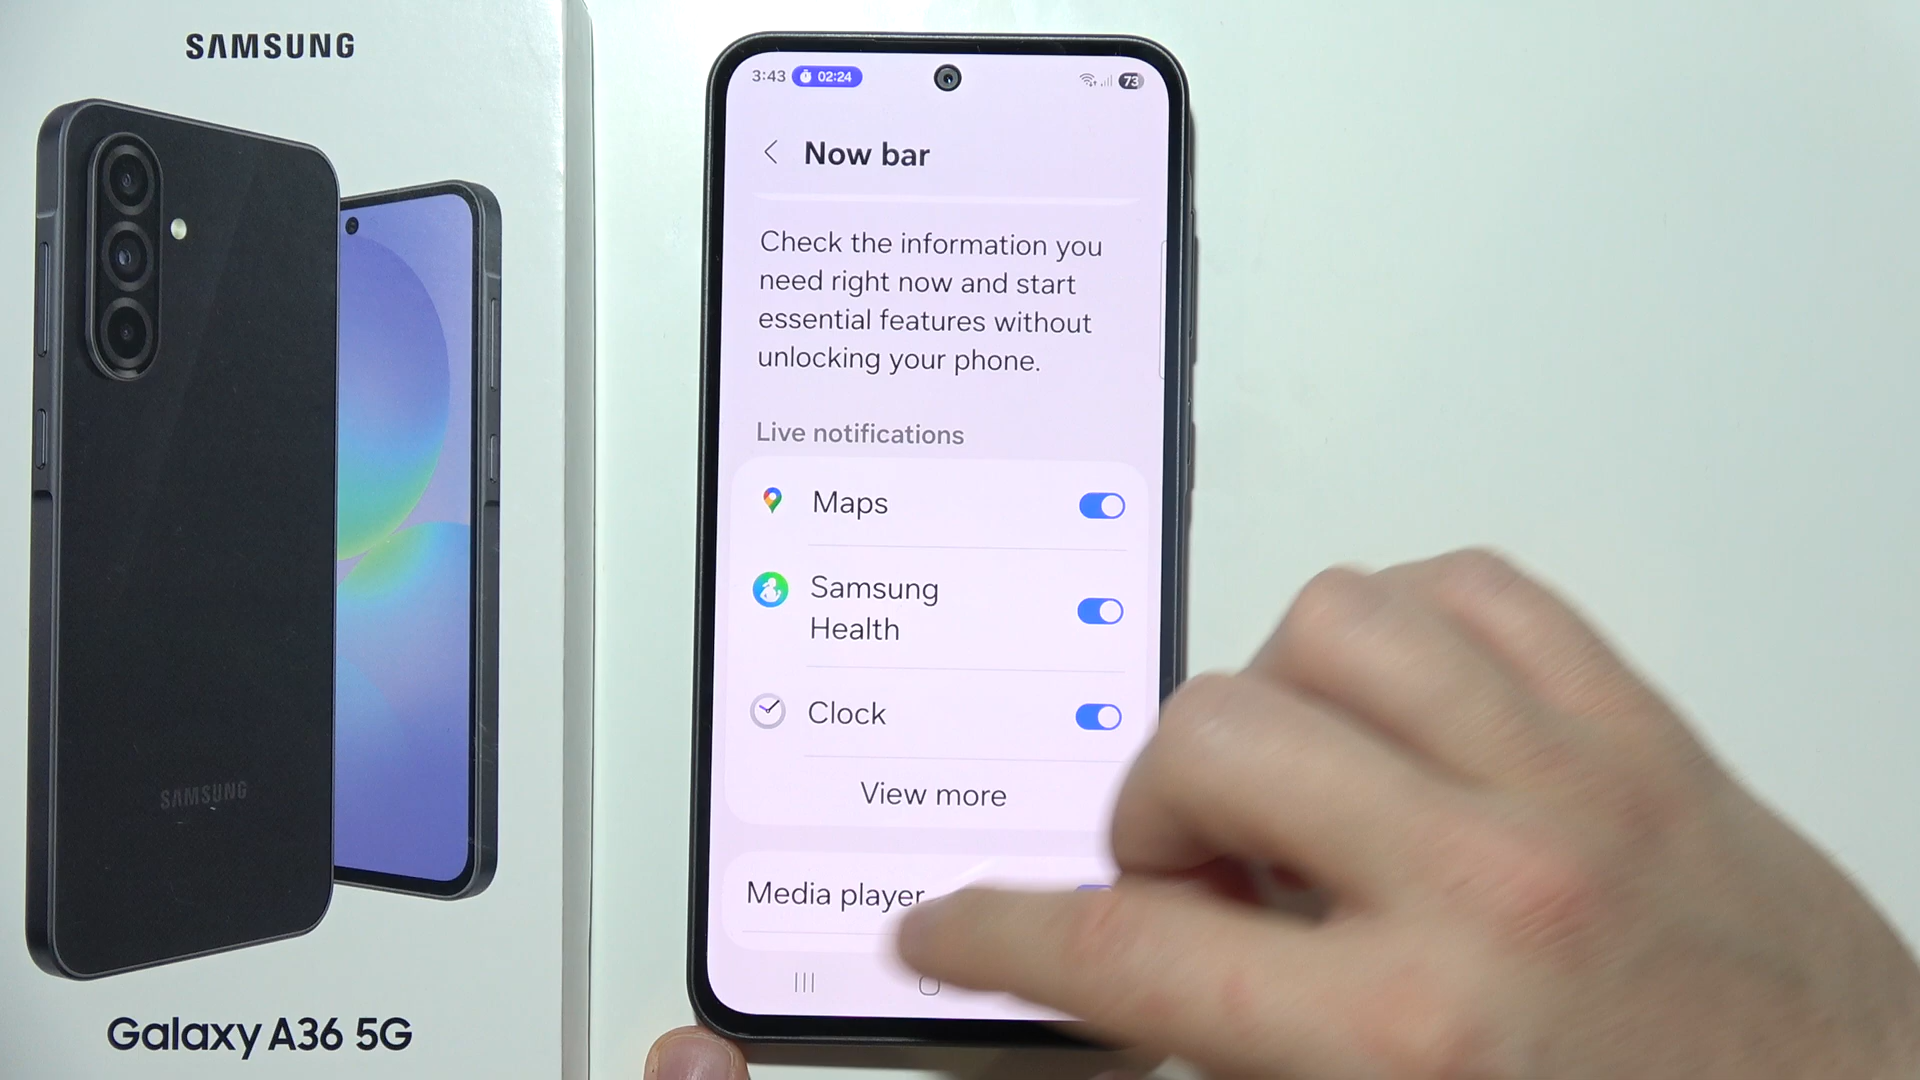 SAMSUNG
SAMSUNG
Galaxy A36 5G
3:43 02:24 73
Now bar
Check the information you
need right now and start
essential features without
unlocking your phone.
Live notifications
Maps
Samsung
Health
Clock
View more
Media player